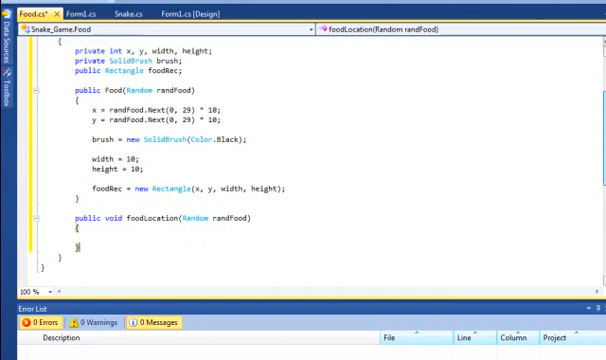 Food.cs* Form1.cs Snake.cs Form1.cs [Design]
Snake_Game.Food foodLocation(Random randFood)
Data Sources
Toolbox
{
private int x, y, width, height;
private SolidBrush brush;
public Rectangle foodRec;
public Food(Random randFood)
{
x = randFood.Next(0, 29) * 10;
y = randFood.Next(0, 29) * 10;
brush = new SolidBrush(Color.Black);
width = 10;
height = 10;
foodRec = new Rectangle(x, y, width, height);
}
public void foodLocation(Random randFood)
{
}
}
}
100 %
Error List
0 Errors 0 Warnings 0 Messages
Description File Line Column Project